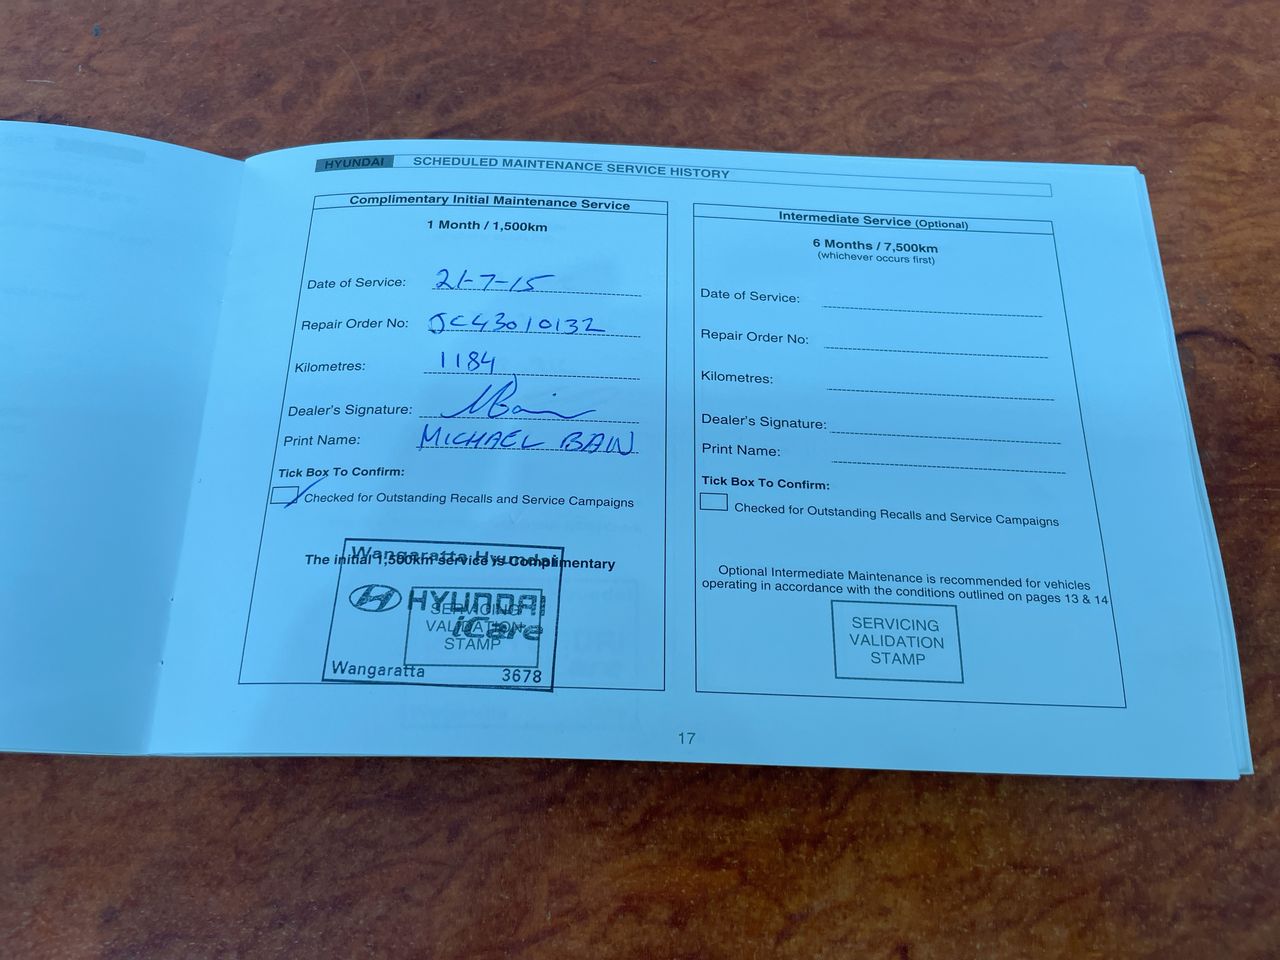 HYUNDAI SCHEDULED MAINTENANCE SERVICE HISTORY
Complimentary Initial Maintenance Service
1 Month / 1,500km
Date of Service: 21-7-15
Repair Order No: JC43010132
Kilometres: 1184
Dealer's Signature: MBain
Print Name: MICHAEL BAIN
Tick Box To Confirm:
Checked for Outstanding Recalls and Service Campaigns
The initial 1,500km service is Complimentary
Wangaratta Hyundai
HYUNDAI
iCare
SERVICING
VALIDATION
STAMP
Wangaratta 3678
Intermediate Service (Optional)
6 Months / 7,500km
(whichever occurs first)
Date of Service:
Repair Order No:
Kilometres:
Dealer's Signature:
Print Name:
Tick Box To Confirm:
Checked for Outstanding Recalls and Service Campaigns
Optional Intermediate Maintenance is recommended for vehicles
operating in accordance with the conditions outlined on pages 13 & 14
SERVICING
VALIDATION
STAMP
17